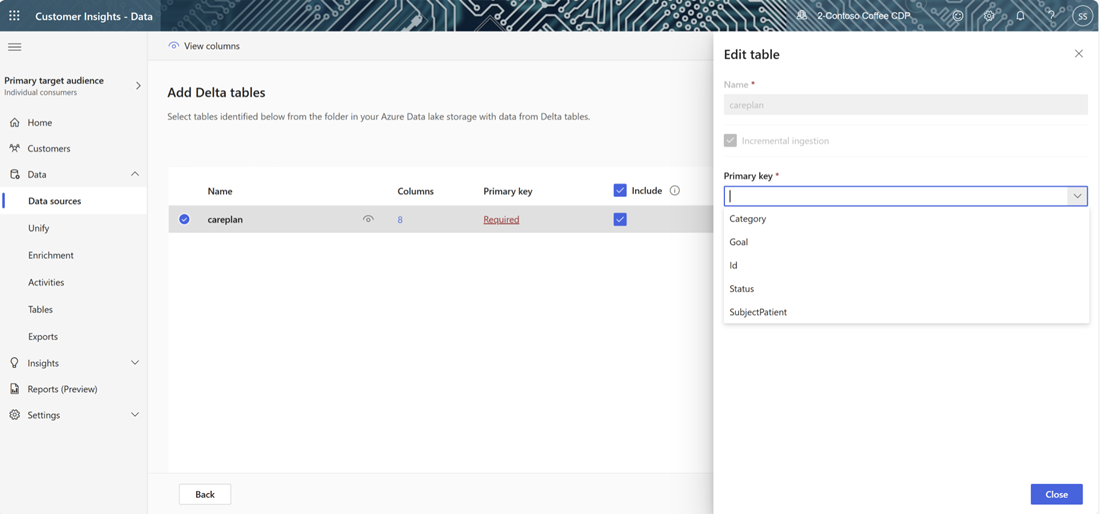 Customer Insights - Data
2-Contoso Coffee CDP
?
SS
Primary target audience
Individual consumers
Home
Customers
Data
Data sources
Unify
Enrichment
Activities
Tables
Exports
Insights
Reports (Preview)
Settings
View columns
Add Delta tables
Select tables identified below from the folder in your Azure Data lake storage with data from Delta tables.
Name Columns Primary key Include
careplan 8 Required
Back
Edit table
Name *
careplan
Incremental ingestion
Primary key *
Category
Goal
Id
Status
SubjectPatient
Close